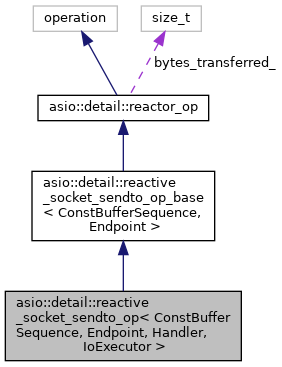 operation
size_t
bytes_transferred_
asio::detail::reactor_op
asio::detail::reactive
_socket_sendto_op_base
< ConstBufferSequence,
Endpoint >
asio::detail::reactive
_socket_sendto_op< ConstBuffer
Sequence, Endpoint, Handler,
IoExecutor >